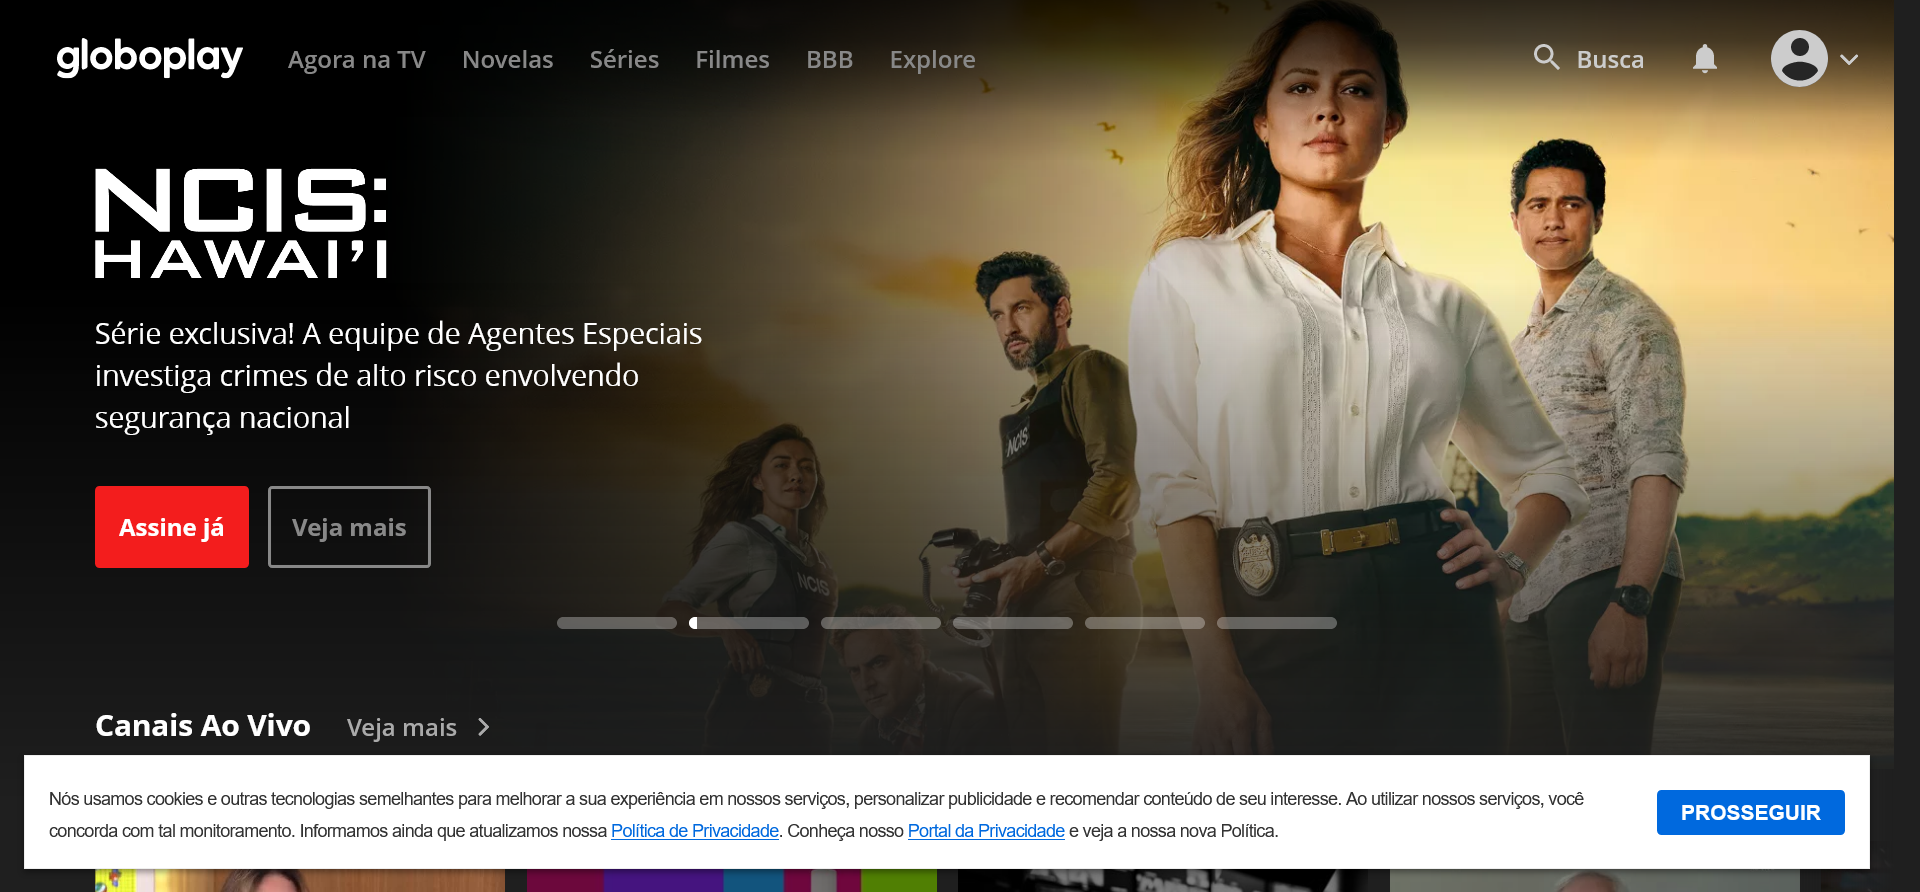 globoplay
Agora na TV
Novelas
Séries
Filmes
BBB
Explore
Busca
NCIS:
HAWAI'I
Série exclusiva! A equipe de Agentes Especiais
investiga crimes de alto risco envolvendo
segurança nacional
Assine já
Veja mais
NCIS
NCIS
Canais Ao Vivo
Veja mais
Nós usamos cookies e outras tecnologias semelhantes para melhorar a sua experiência em nossos serviços, personalizar publicidade e recomendar conteúdo de seu interesse. Ao utilizar nossos serviços, você
concorda com tal monitoramento. Informamos ainda que atualizamos nossa Política de Privacidade. Conheça nosso Portal da Privacidade e veja a nossa nova Política.
PROSSEGUIR